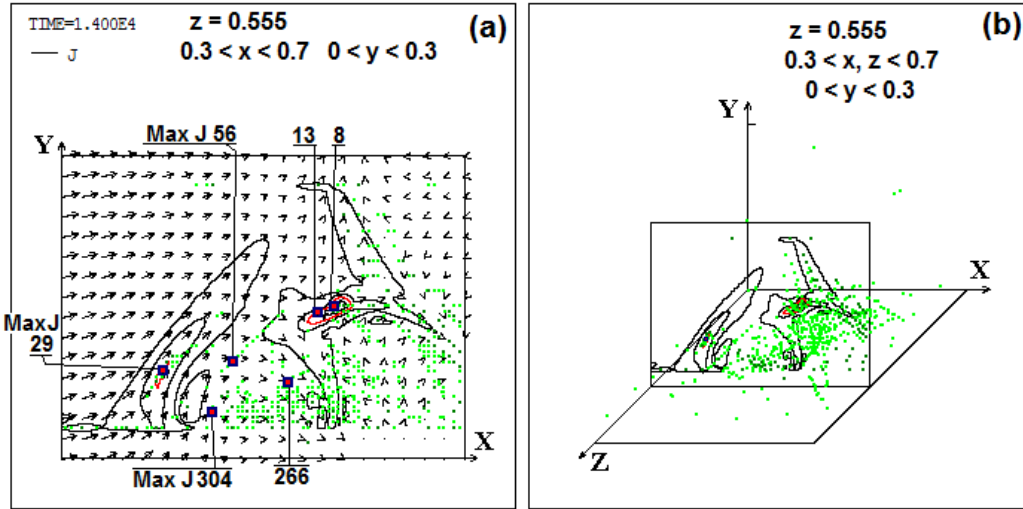 TIME=1.400E4
z = 0.555
(a)
J
0.3 < x < 0.7 0 < y < 0.3
Y
Max J 56
13
8
Max J
29
X
Max J 304
266
z = 0.555
(b)
0.3 < x, z < 0.7
0 < y < 0.3
Y
X
Z